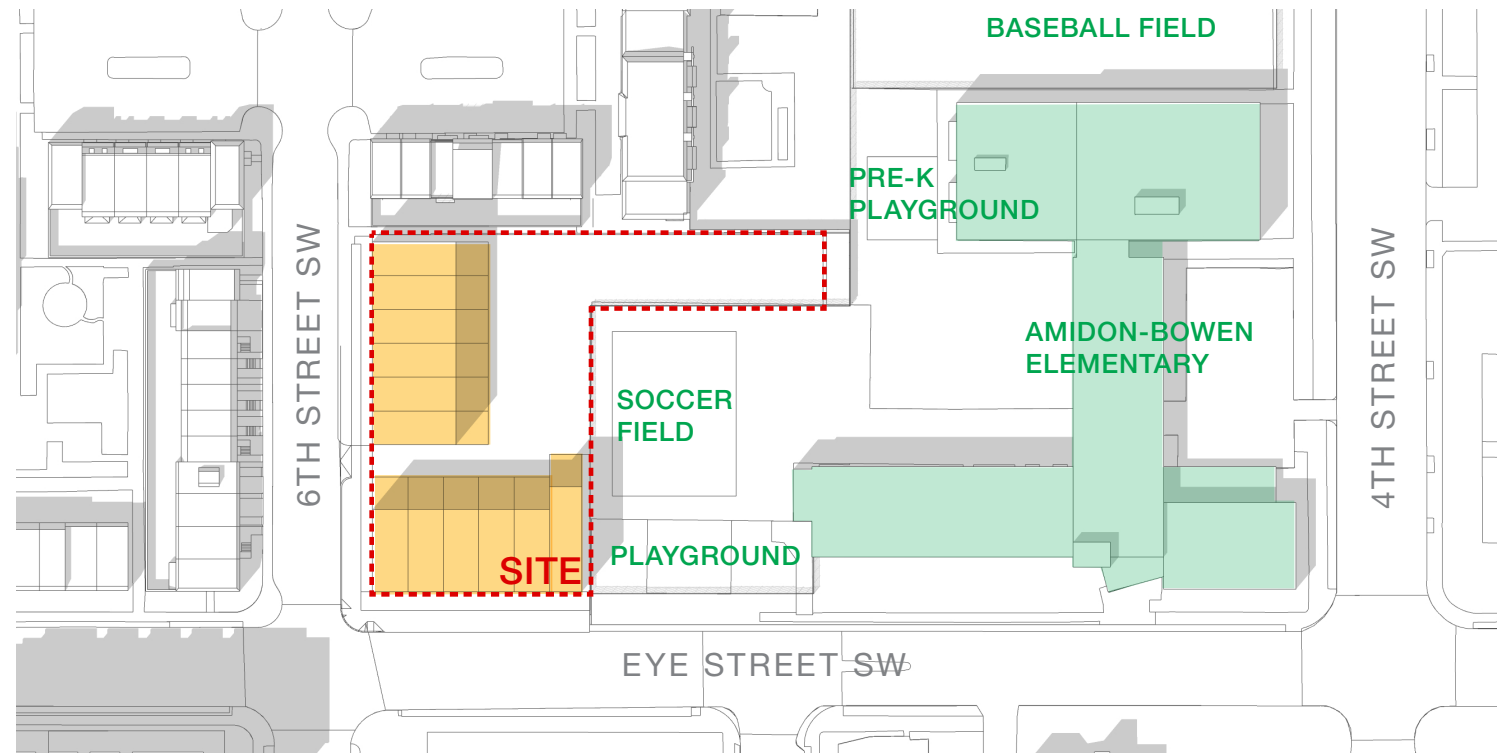 BASEBALL FIELD
PRE-K
PLAYGROUND
6TH STREET SW
4TH STREET SW
AMIDON-BOWEN
ELEMENTARY
SOCCER
FIELD
PLAYGROUND
SITE
EYE STREET SW